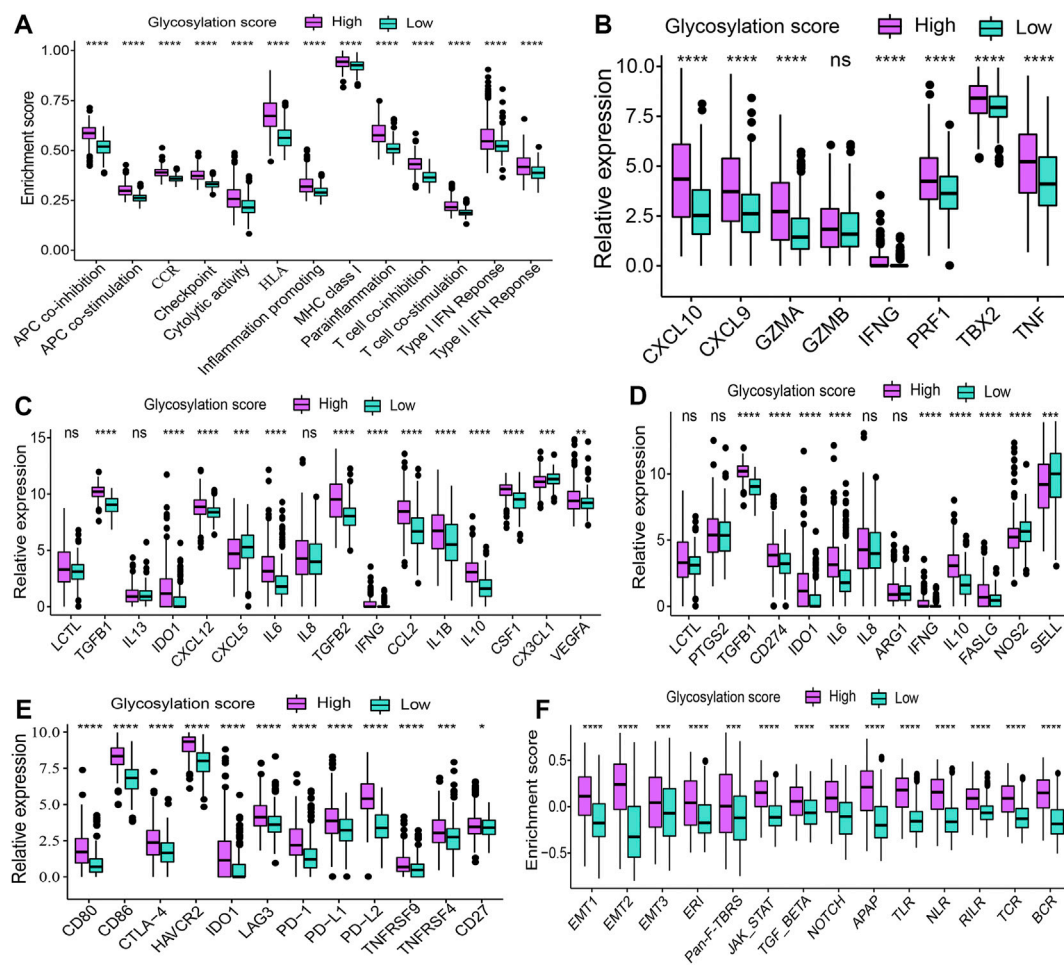 A
Glycosylation score High Low
**** **** **** **** **** **** **** **** **** **** **** **** ****
Enrichment score
1.00
0.75
0.50
0.25
0.00
APC co-inhibition
APC co-stimulation
CCR
Checkpoint
Cytolytic activity
HLA
Inflammation promoting
MHC class I
Parainflammation
T cell co-inhibition
T cell co-stimulation
Type I IFN Reponse
Type II IFN Reponse
B
Glycosylation score High Low
**** **** **** ns **** **** **** ****
Relative expression
10.0
7.5
5.0
2.5
0.0
CXCL10
CXCL9
GZMA
GZMB
IFNG
PRF1
TBX2
TNF
C
Glycosylation score High Low
ns **** ns **** **** *** **** ns **** **** **** **** **** **** *** **
Relative expression
15
10
5
0
LCTL
TGFB1
IL13
IDO1
CXCL12
CXCL5
IL6
IL8
TGFB2
IFNG
CCL2
IL1B
IL10
CSF1
CX3CL1
VEGFA
D
Glycosylation score High Low
ns ns **** **** **** **** ns ns **** **** **** **** ***
Relative expression
10
5
0
LCTL
PTGS2
TGFB1
CD274
IDO1
IL6
IL8
ARG1
IFNG
IL10
FASLG
NOS2
SELL
E
Glycosylation score High Low
**** **** **** **** **** **** **** **** **** **** *** *
Relative expression
10.0
7.5
5.0
2.5
0.0
CD80
CD86
CTLA-4
HAVCR2
IDO1
LAG3
PD-1
PD-L1
PD-L2
TNFRSF9
TNFRSF4
CD27
F
Glycosylation score High Low
**** **** *** **** *** **** **** **** **** **** **** **** **** ****
Enrichment score
0.5
0.0
−0.5
EMT1
EMT2
EMT3
ERI
Pan-F-TBRS
JAK_STAT
TGF_BETA
NOTCH
APAP
TLR
NLR
RILR
TCR
BCR